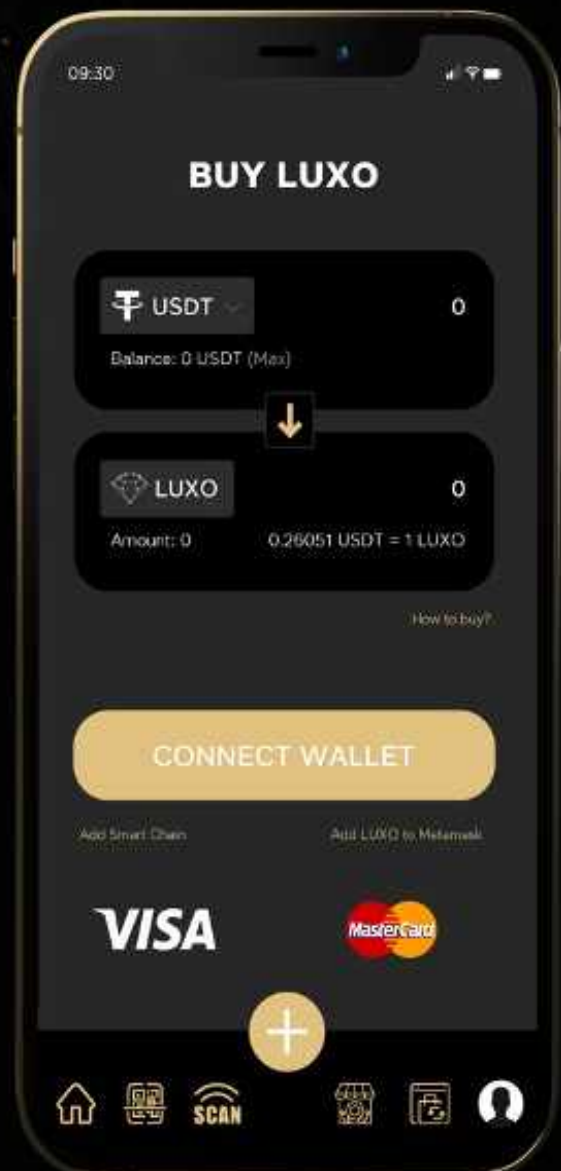 09:30
BUY LUXO
USDT 0
Balance: 0 USDT (Max)
LUXO 0
Amount: 0 0.26051 USDT = 1 LUXO
How to buy?
CONNECT WALLET
Add Smart Chain Add LUXO to Metamask
VISA MasterCard
SCAN